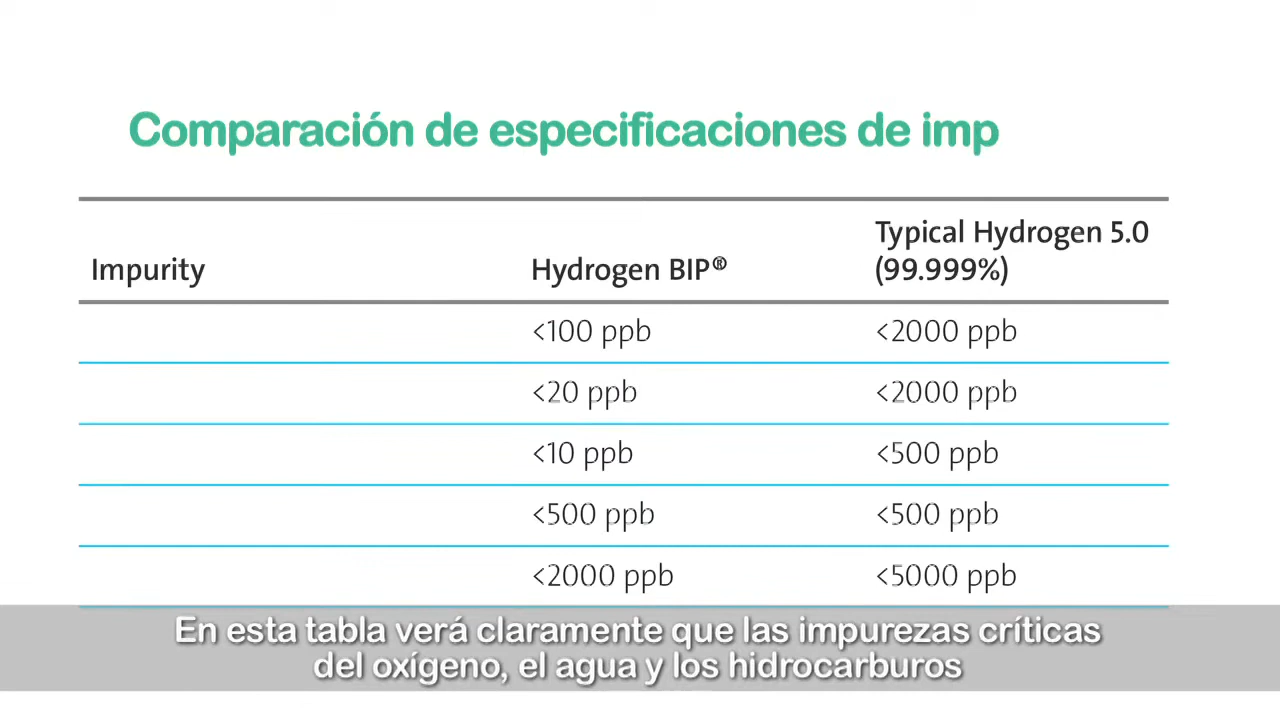 Comparación de especificaciones de imp
Typical Hydrogen 5.0
Impurity Hydrogen BIP® (99.999%)
<100 ppb <2000 ppb
<20 ppb <2000 ppb
<10 ppb <500 ppb
<500 ppb <500 ppb
<2000 ppb <5000 ppb
En esta tabla verá claramente que las impurezas críticas
del oxígeno, el agua y los hidrocarburos